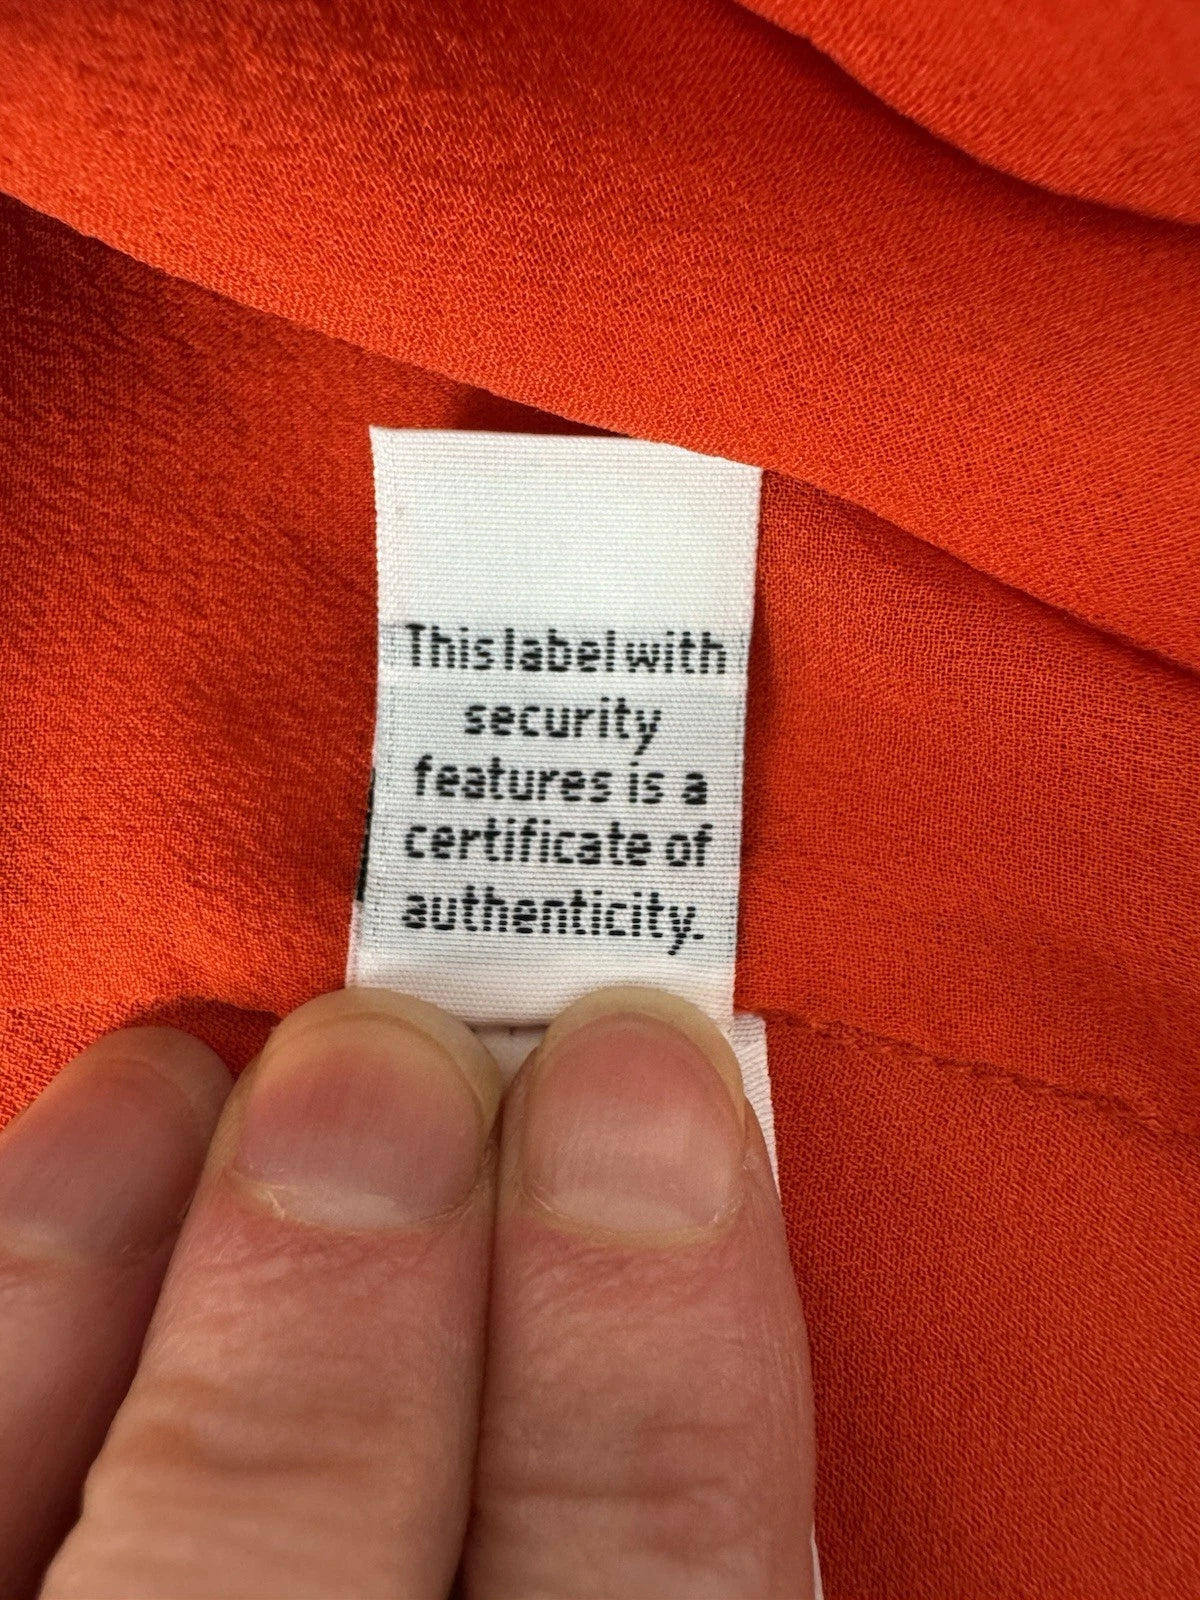 This label with
security
features is a
certificate of
authenticity.